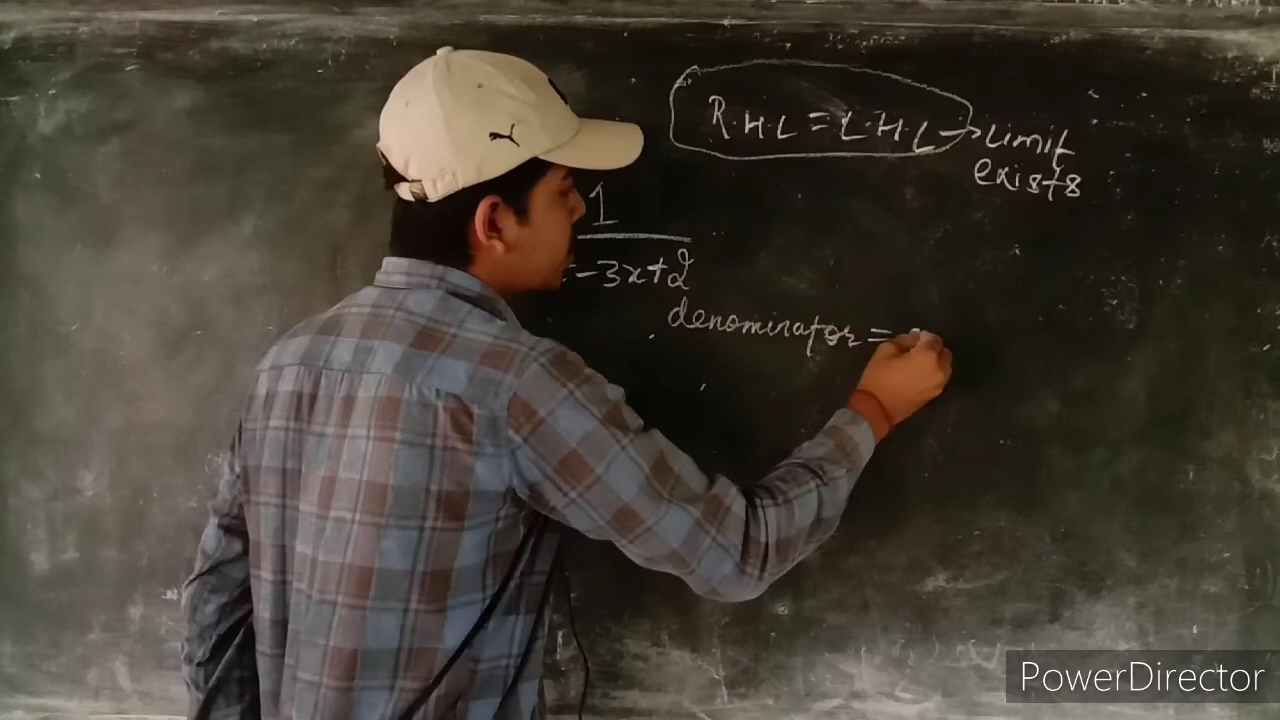 R.H.L = L.H.L → Limit
exists
1
-3x+2
denominator =
PowerDirector